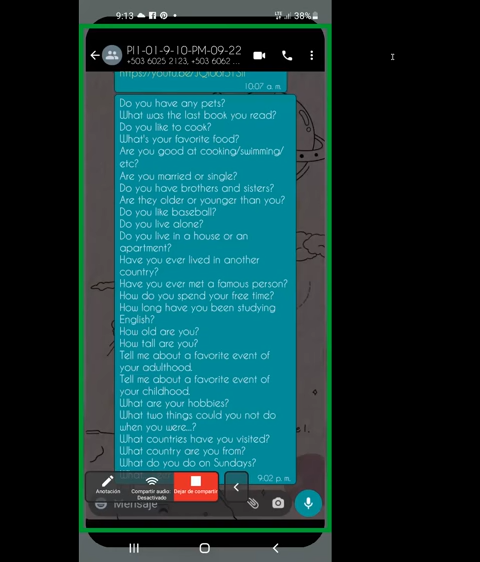 9:13
LTE 38%
PI1-01-9-10-PM-09-22
+503 6025 2123, +503 6062 ...
10:07 a. m.
Do you have any pets?
What was the last book you read?
Do you like to cook?
What's your favorite food?
Are you good at cooking/swimming/
etc?
Are you married or single?
Do you have brothers and sisters?
Are they older or younger than you?
Do you like baseball?
Do you live alone?
Do you live in a house or an
apartment?
Have you ever lived in another
country?
Have you ever met a famous person?
How do you spend your free time?
How long have you been studying
English?
How old are you?
How tall are you?
Tell me about a favorite event of
your adulthood.
Tell me about a favorite event of
your childhood.
What are your hobbies?
What two things could you not do
when you were...?
What countries have you visited?
What country are you from?
What do you do on Sundays?
9:02 p. m.
Anotación
Compartir audio:
Desactivado
Dejar de compartir
Mensaje